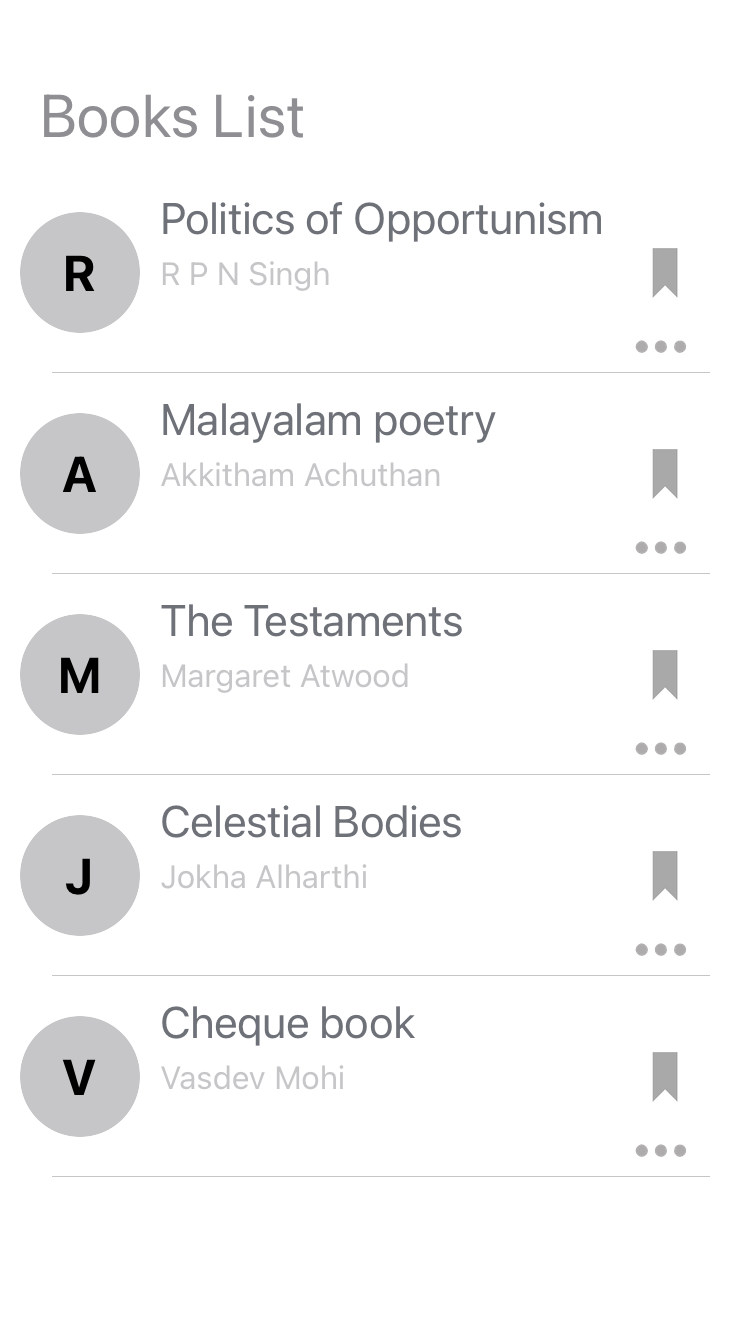 Books List
Politics of Opportunism
R
R P N Singh
Malayalam poetry
A
Akkitham Achuthan
The Testaments
M
Margaret Atwood
Celestial Bodies
J
Jokha Alharthi
Cheque book
V
Vasdev Mohi